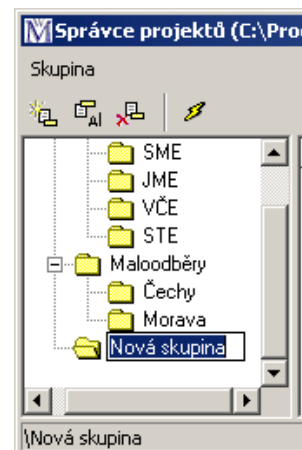 Správce projektů (C:\Pro
Skupina
SME
JME
VČE
STE
Maloodběry
Čechy
Morava
Nová skupina
\Nová skupina